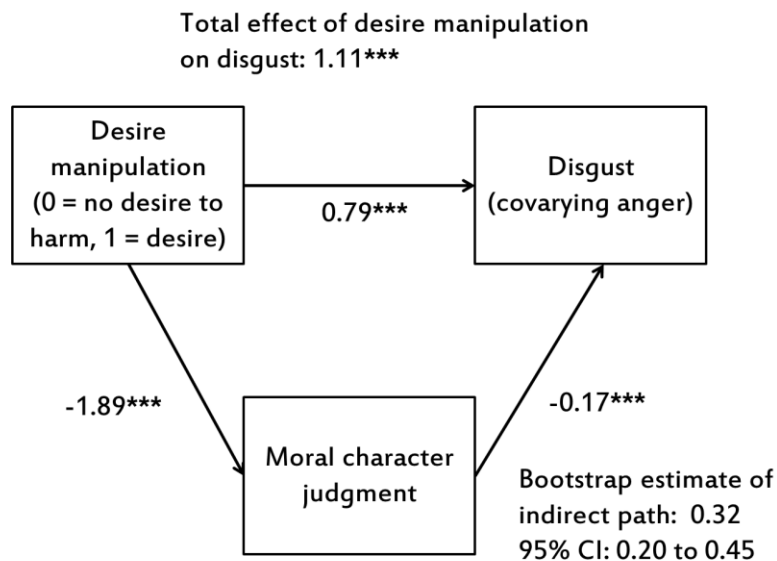 Total effect of desire manipulation
on disgust: 1.11***
Desire
manipulation
(0 = no desire to
harm, 1 = desire)
0.79***
Disgust
(covarying anger)
-1.89***
-0.17***
Moral character
judgment
Bootstrap estimate of
indirect path:  0.32
95% CI: 0.20 to 0.45